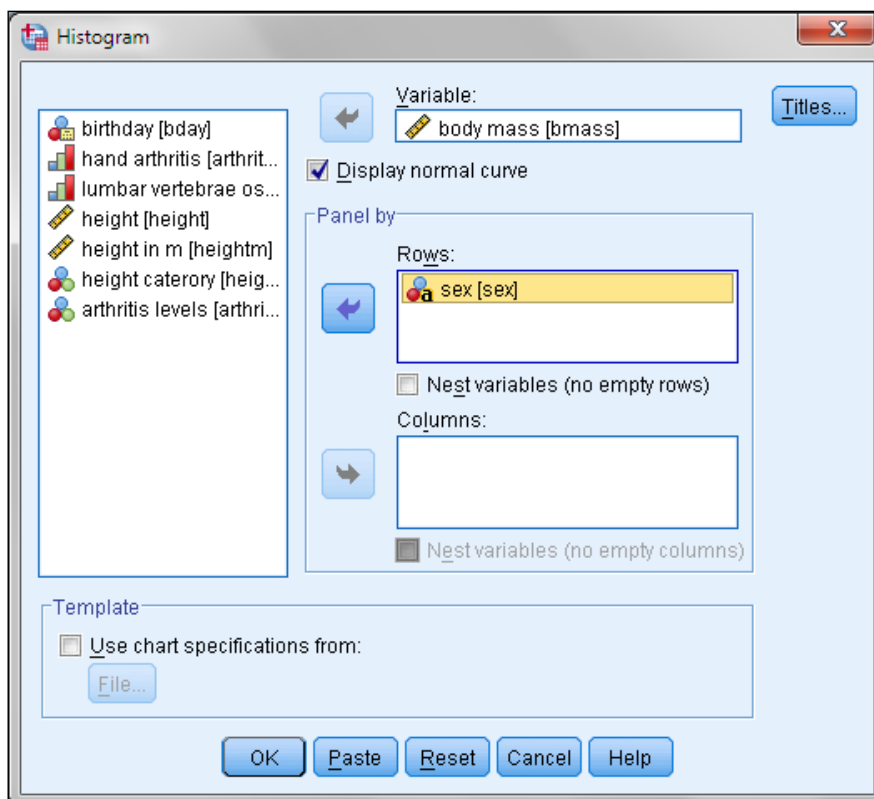 Histogram
birthday [bday]
hand arthritis [arthrit...
lumbar vertebrae os...
height [height]
height in m [heightm]
height caterory [heig...
arthritis levels [arthri...
Variable:
body mass [bmass]
Titles...
Display normal curve
Panel by
Rows:
a sex [sex]
Nest variables (no empty rows)
Columns:
Nest variables (no empty columns)
Template
Use chart specifications from:
File...
OK Paste Reset Cancel Help